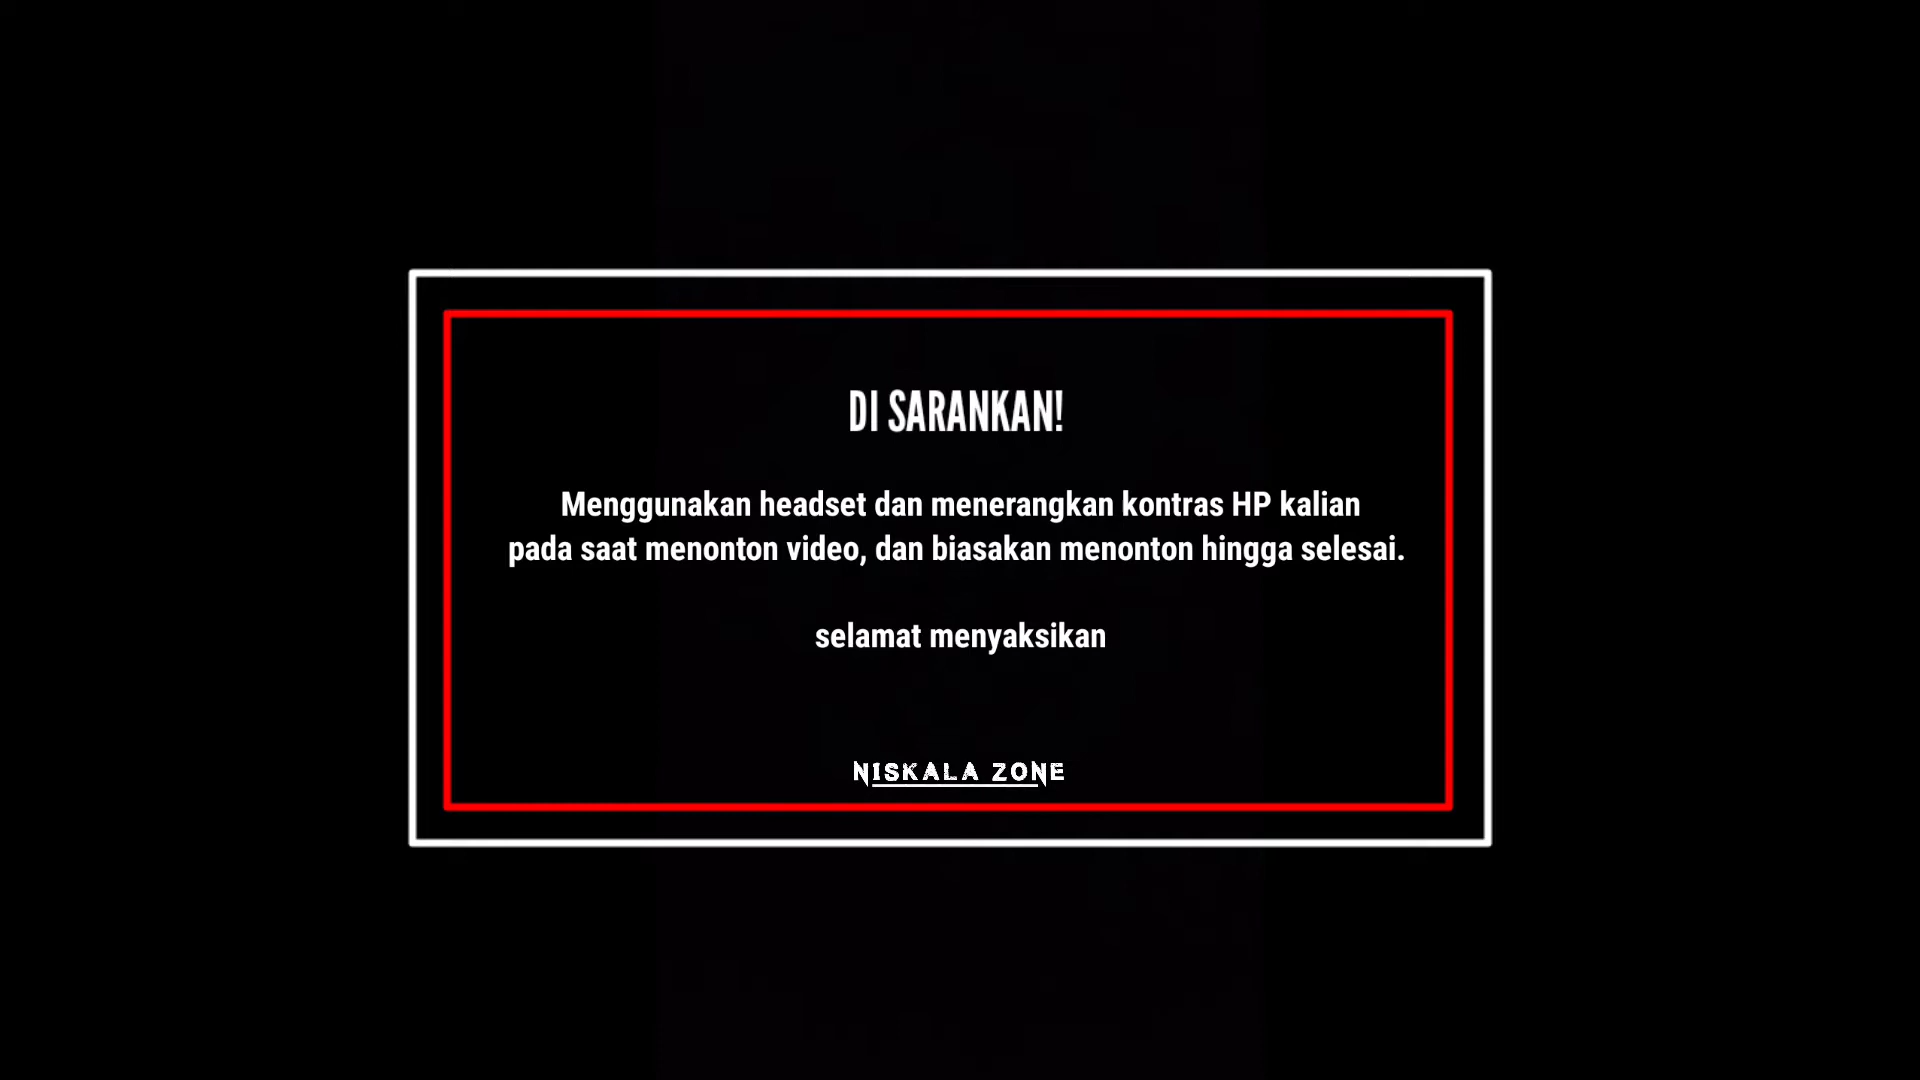 DI SARANKAN!
Menggunakan headset dan menerangkan kontras HP kalian
pada saat menonton video, dan biasakan menonton hingga selesai.
selamat menyaksikan
NISKALA ZONE